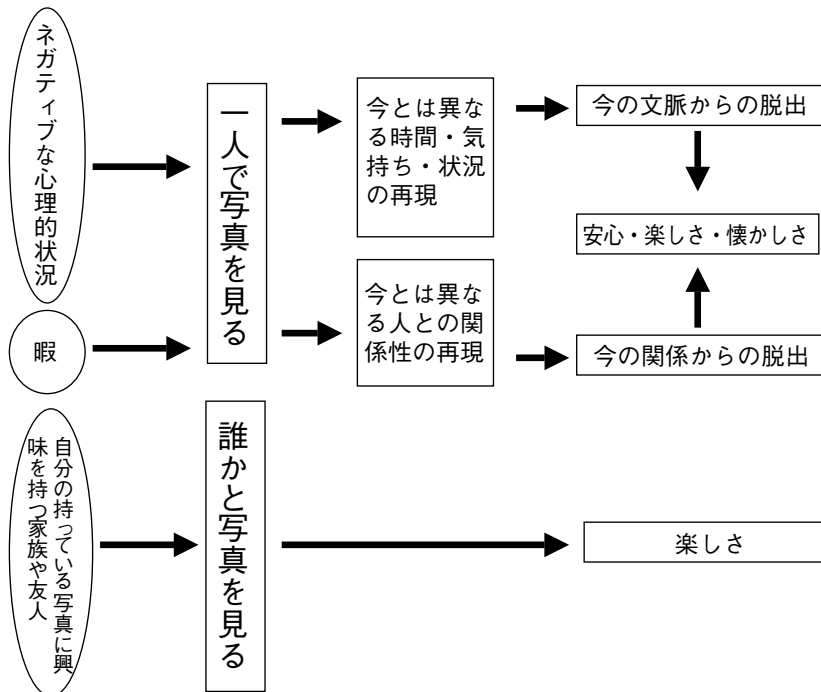 ネガティブな心理的状況
暇
一人で写真を見る
今とは異な
る時間・気
持ち・状況
の再現
今とは異な
る人との関
係性の再現
今の文脈からの脱出
安心・楽しさ・懐かしさ
今の関係からの脱出
自分の持っている写真に興
味を持つ家族や友人
誰かと写真を見る
楽しさ